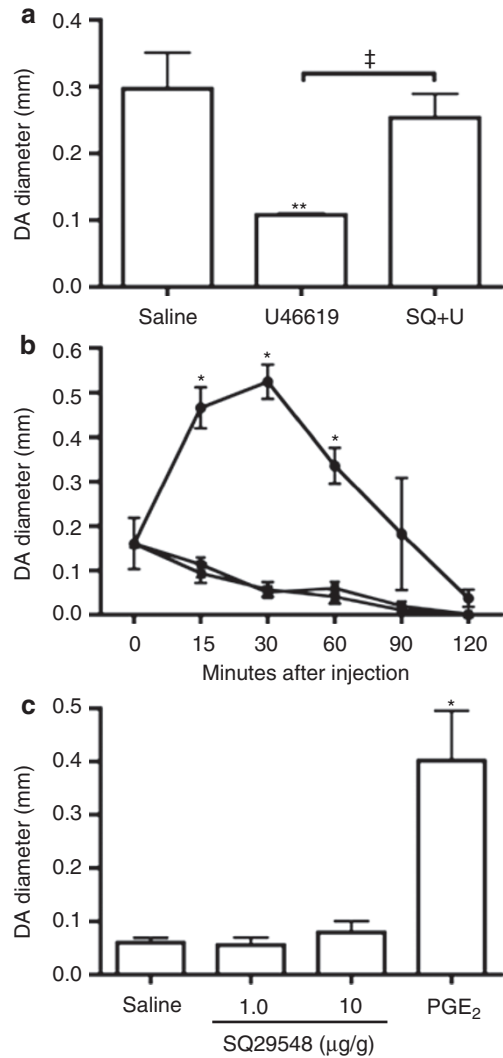 a
DA diameter (mm)
0.4
0.3
0.2
0.1
0.0
‡
**
Saline
U46619
SQ+U
b
DA diameter (mm)
0.6
0.5
0.4
0.3
0.2
0.1
0.0
*
*
*
0
15
30
60
90
120
Minutes after injection
c
DA diameter (mm)
0.5
0.4
0.3
0.2
0.1
0.0
*
Saline
1.0
10
PGE₂
SQ29548 (µg/g)